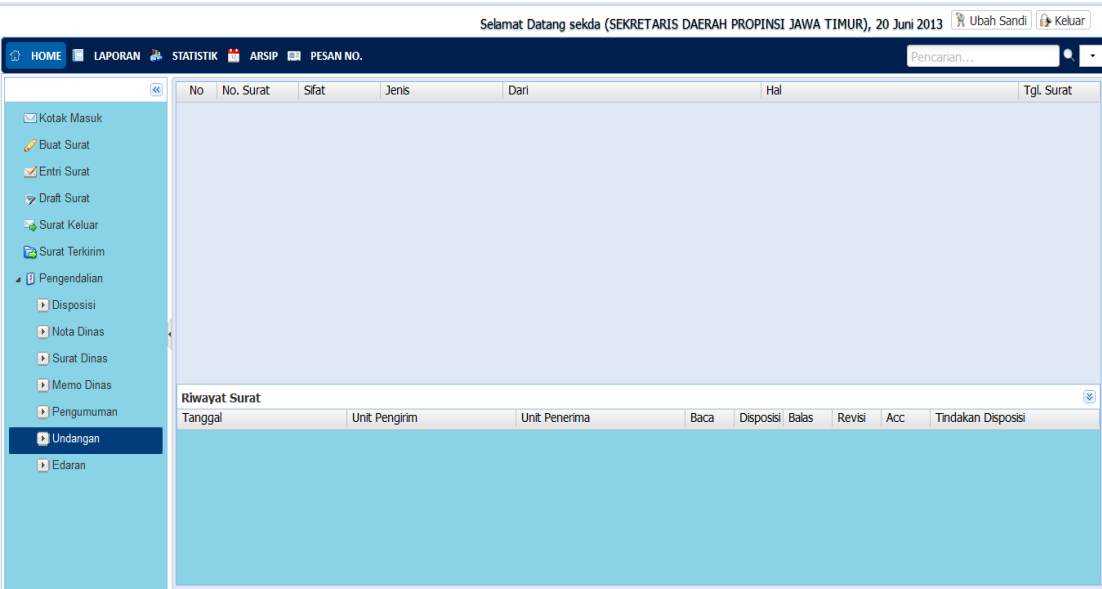 Selamat Datang sekda (SEKRETARIS DAERAH PROPINSI JAWA TIMUR), 20 Juni 2013 Ubah Sandi Keluar
HOME LAPORAN STATISTIK ARSIP PESAN NO. Pencarian...
No No. Surat Sifat Jenis Dari Hal Tgl. Surat
Kotak Masuk
Buat Surat
Entri Surat
Draft Surat
Surat Keluar
Surat Terkirim
Pengendalian
Disposisi
Nota Dinas
Surat Dinas
Memo Dinas
Pengumuman
Undangan
Edaran
Riwayat Surat
Tanggal Unit Pengirim Unit Penerima Baca Disposisi Balas Revisi Acc Tindakan Disposisi